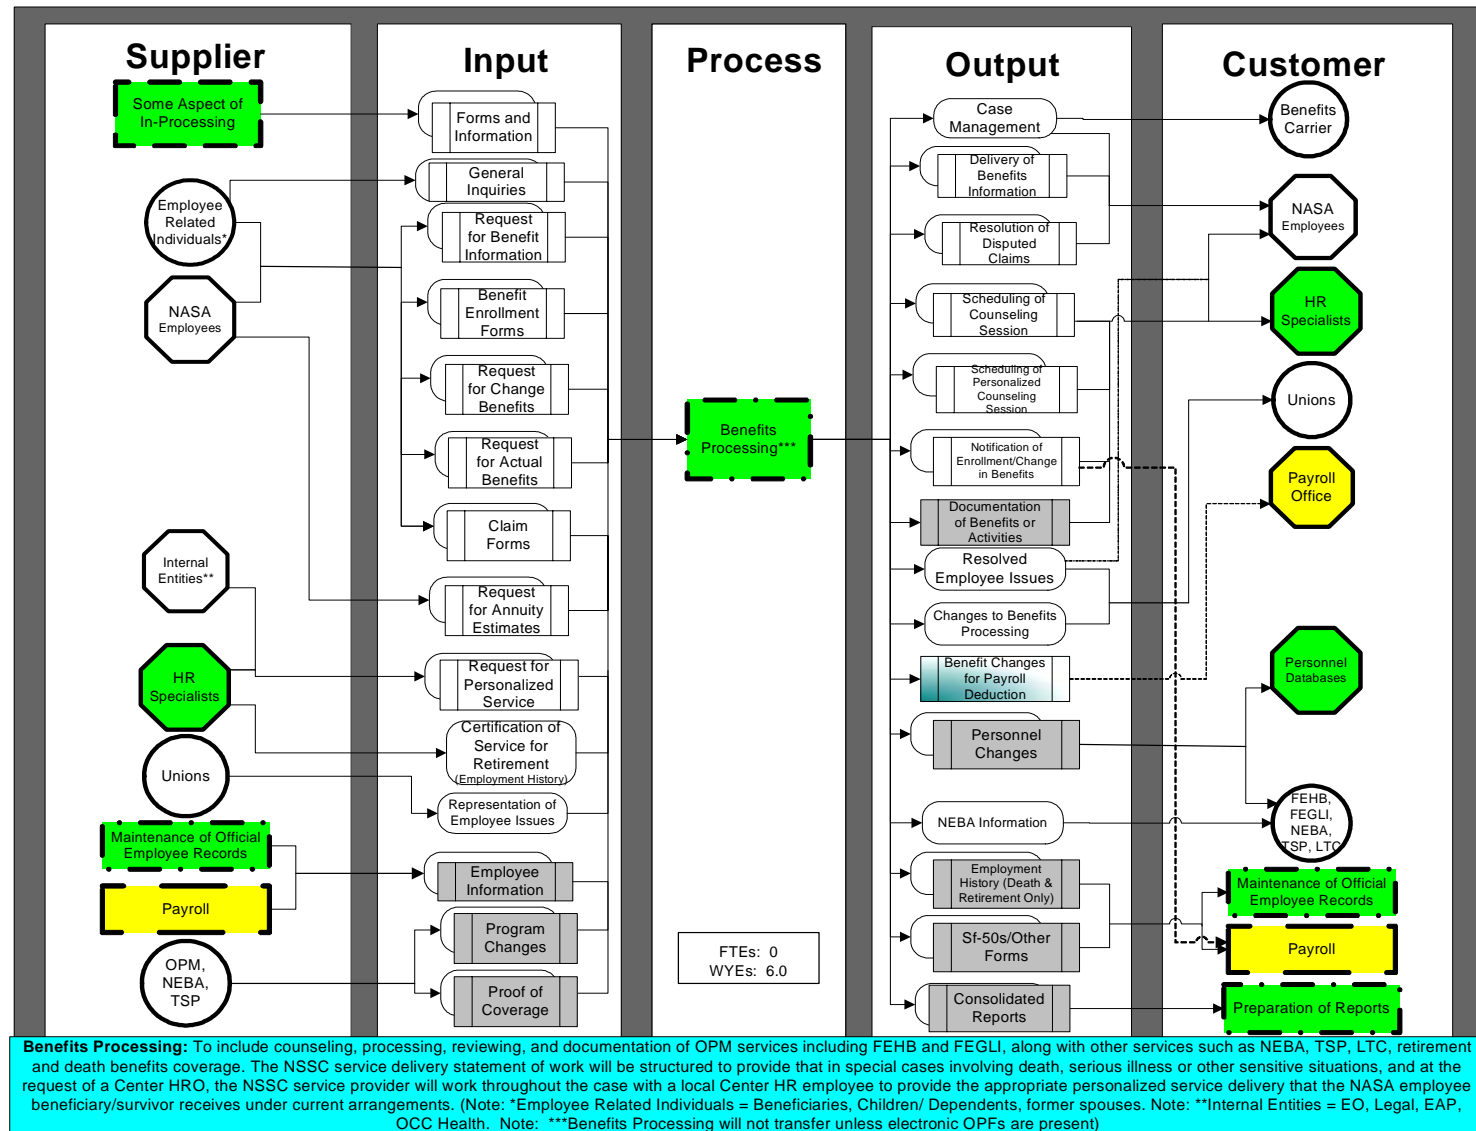 Supplier
Some Aspect of
In-Processing
Employee
Related
Individuals*
NASA
Employees
Internal
Entities**
HR
Specialists
Unions
Maintenance of Official
Employee Records
Payroll
OPM,
NEBA,
TSP
Input
Forms and
Information
General
Inquiries
Request
for Benefit
Information
Benefit
Enrollment
Forms
Request
for Change
Benefits
Request
for Actual
Benefits
Claim
Forms
Request
for Annuity
Estimates
Request for
Personalized
Service
Certification of
Service for
Retirement
(Employment History)
Representation of
Employee Issues
Employee
Information
Program
Changes
Proof of
Coverage
Process
Benefits
Processing***
FTEs: 0
WYEs: 6.0
Output
Case
Management
Delivery of
Benefits
Information
Resolution of
Disputed
Claims
Scheduling of
Counseling
Session
Scheduling of
Personalized
Counseling
Session
Notification of
Enrollment/Change
in Benefits
Documentation
of Benefits or
Activities
Resolved
Employee Issues
Changes to Benefits
Processing
Benefit Changes
for Payroll
Deduction
Personnel
Changes
NEBA Information
Employment
History (Death &
Retirement Only)
Sf-50s/Other
Forms
Consolidated
Reports
Customer
Benefits
Carrier
NASA
Employees
HR
Specialists
Unions
Payroll
Office
Personnel
Databases
FEHB,
FEGLI,
NEBA,
TSP, LTC
Maintenance of Official
Employee Records
Payroll
Preparation of Reports
Benefits Processing: To include counseling, processing, reviewing, and documentation of OPM services including FEHB and FEGLI, along with other services such as NEBA, TSP, LTC, retirement
and death benefits coverage. The NSSC service delivery statement of work will be structured to provide that in special cases involving death, serious illness or other sensitive situations, and at the
request of a Center HRO, the NSSC service provider will work throughout the case with a local Center HR employee to provide the appropriate personalized service delivery that the NASA employee
beneficiary/survivor receives under current arrangements. (Note: *Employee Related Individuals = Beneficiaries, Children/ Dependents, former spouses. Note: **Internal Entities = EO, Legal, EAP,
OCC Health. Note: ***Benefits Processing will not transfer unless electronic OPFs are present)